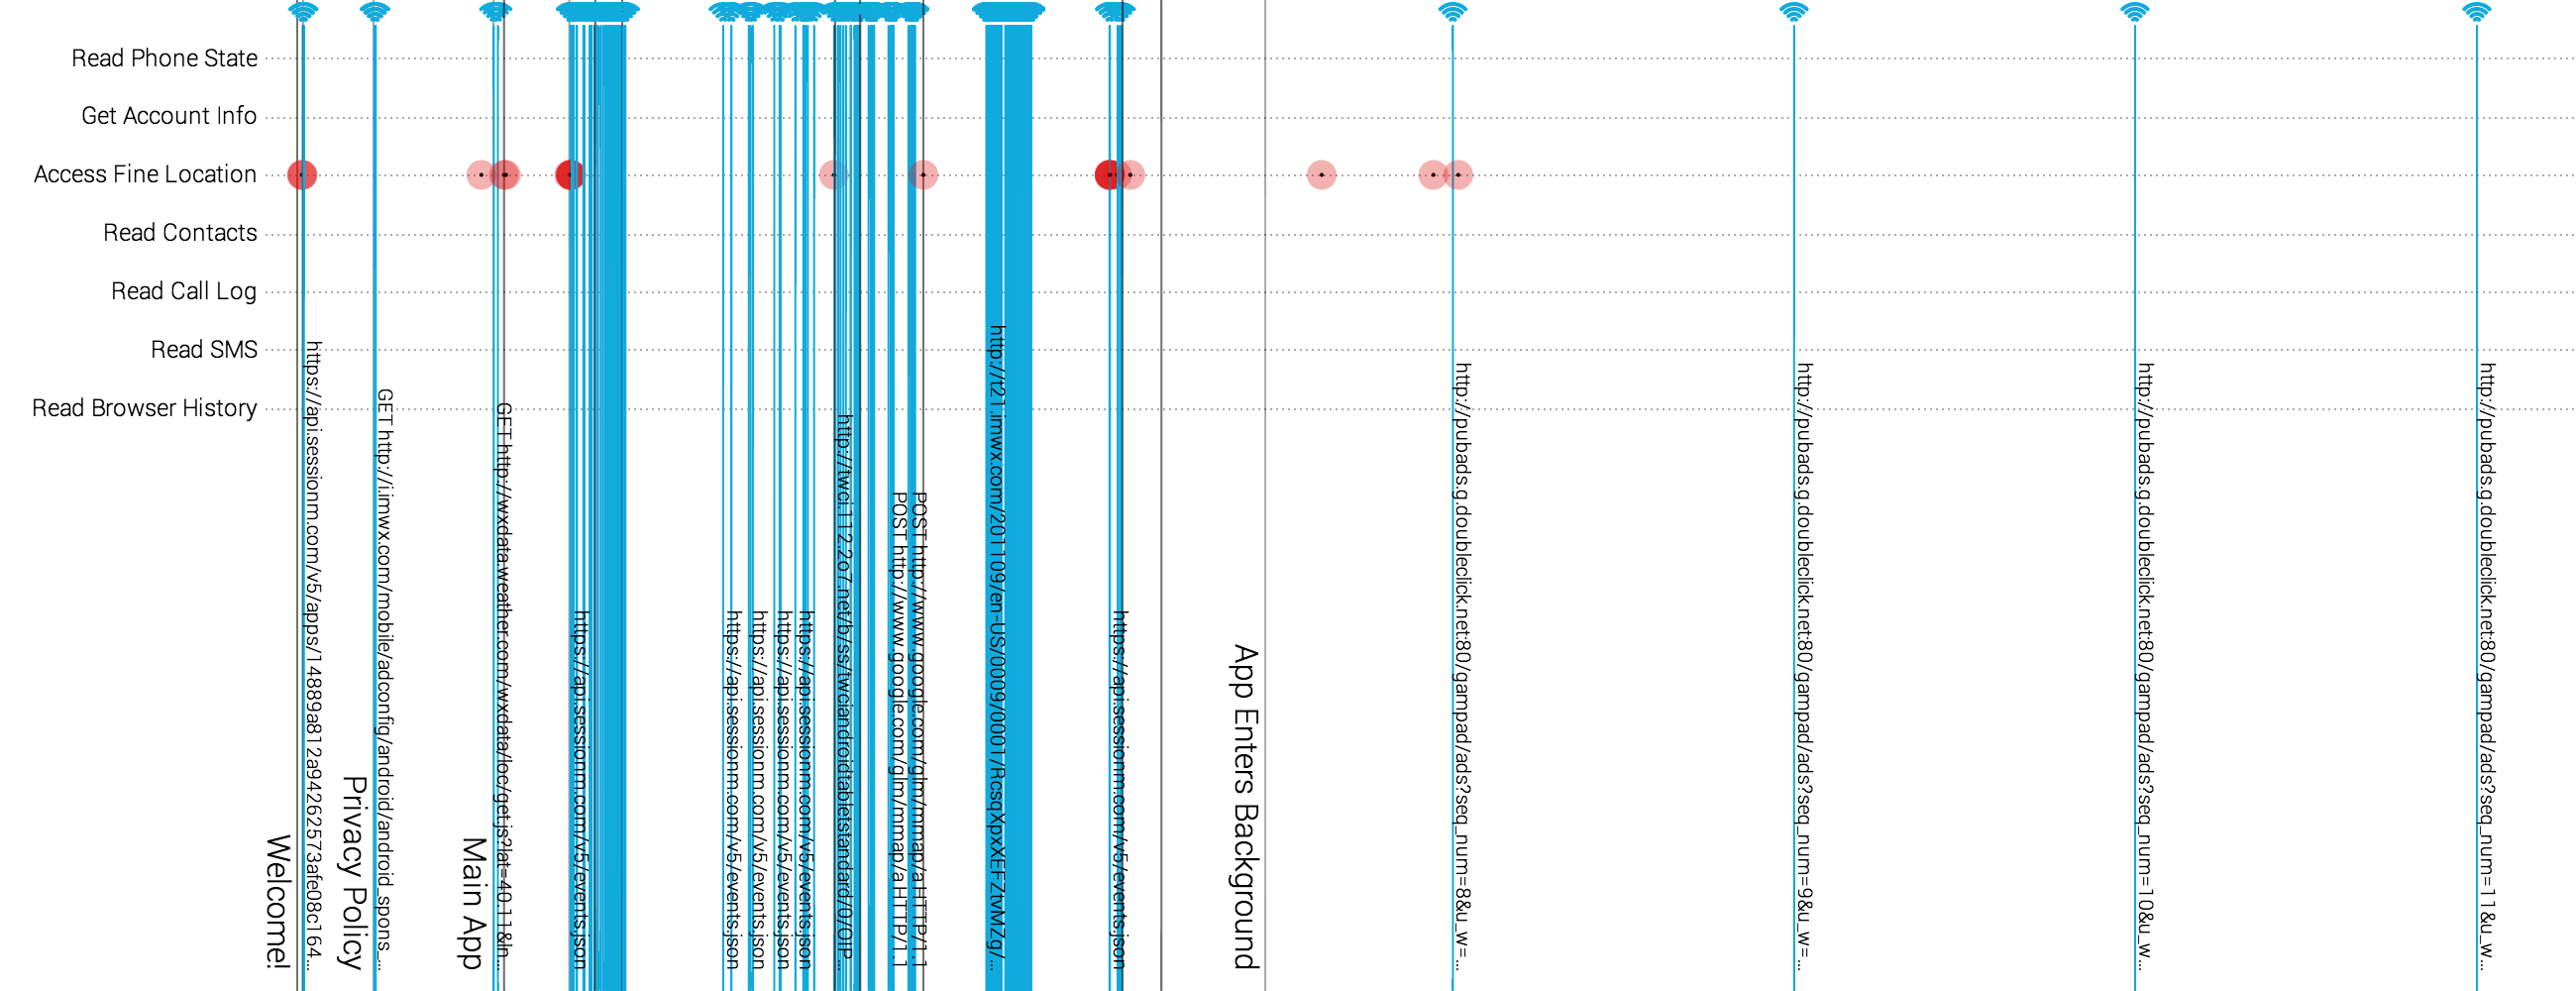 Read Phone State
Get Account Info
Access Fine Location
Read Contacts
Read Call Log
Read SMS
Read Browser History
Welcome!
https://api.sessionm.com/v5/apps/14889a812a94262573afe08c164...
Privacy Policy
GET http://i.imwx.com/mobile/adconfig/android/android_spons_...
Main App
GET http://wxdata.weather.com/wxdata/loc/get.js?lat=40.11&ln...
https://api.sessionm.com/v5/events.json
https://api.sessionm.com/v5/events.json
https://api.sessionm.com/v5/events.json
https://api.sessionm.com/v5/events.json
https://api.sessionm.com/v5/events.json
http://twci.112.2o7.net/b/ss/twciandroidtabletstandard/0/OIP...
POST http://www.google.com/glm/mmap/a HTTP/1.1
POST http://www.google.com/glm/mmap/a HTTP/1.1
http://t21.imwx.com/201109/en-US/0009/0001/RcsqXpxXEFZtvMZg/...
https://api.sessionm.com/v5/events.json
App Enters Background
http://pubads.g.doubleclick.net:80/gampad/ads?seq_num=8&u_w=...
http://pubads.g.doubleclick.net:80/gampad/ads?seq_num=9&u_w=...
http://pubads.g.doubleclick.net:80/gampad/ads?seq_num=10&u_w...
http://pubads.g.doubleclick.net:80/gampad/ads?seq_num=11&u_w...